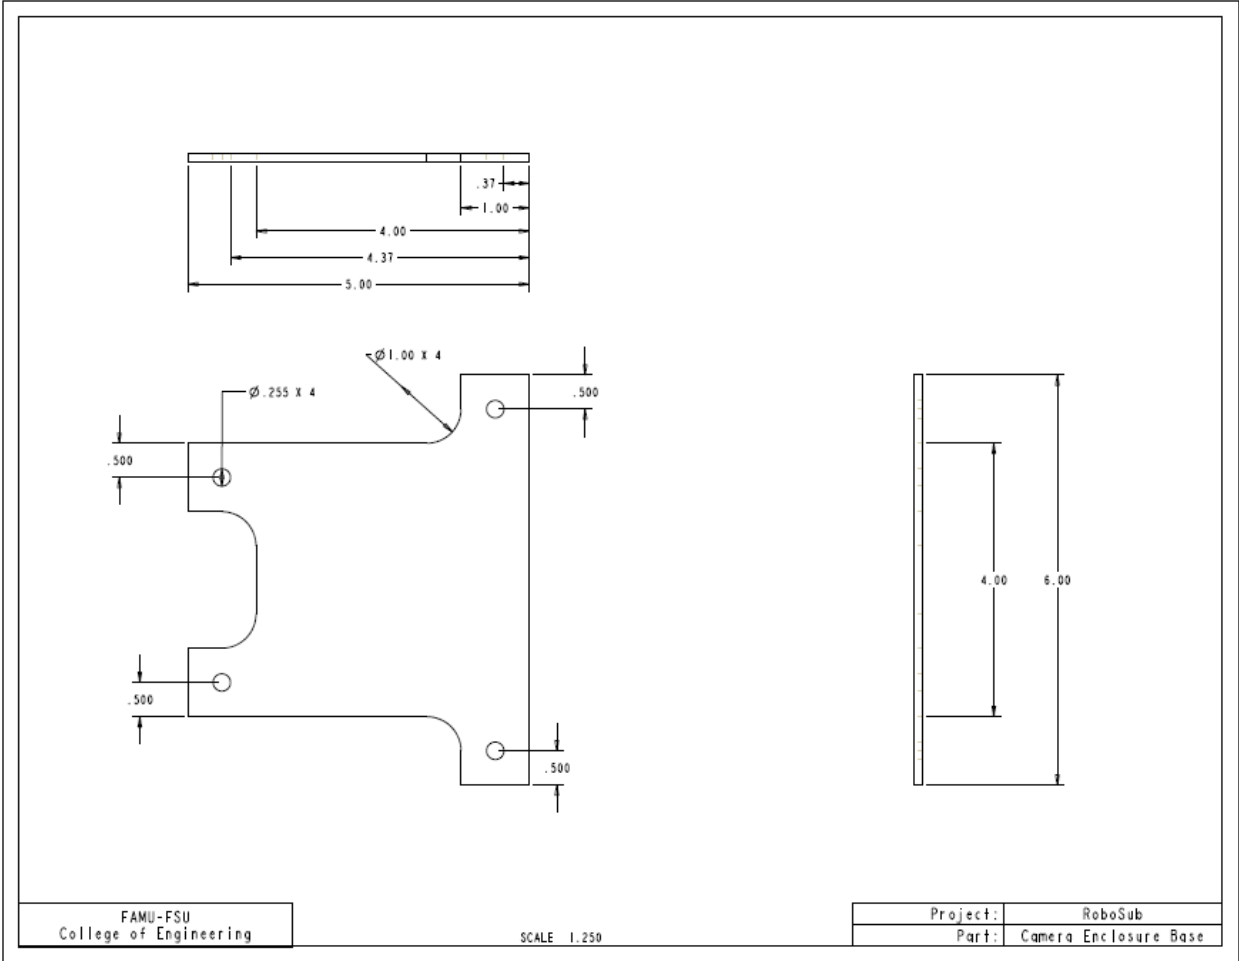 .37
1.00
4.00
4.37
5.00
Ø1.00 X 4
Ø.255 X 4
.500
.500
4.00
6.00
.500
.500
FAMU-FSU
College of Engineering
SCALE 1.250
Project: RoboSub
Part: Camera Enclosure Base